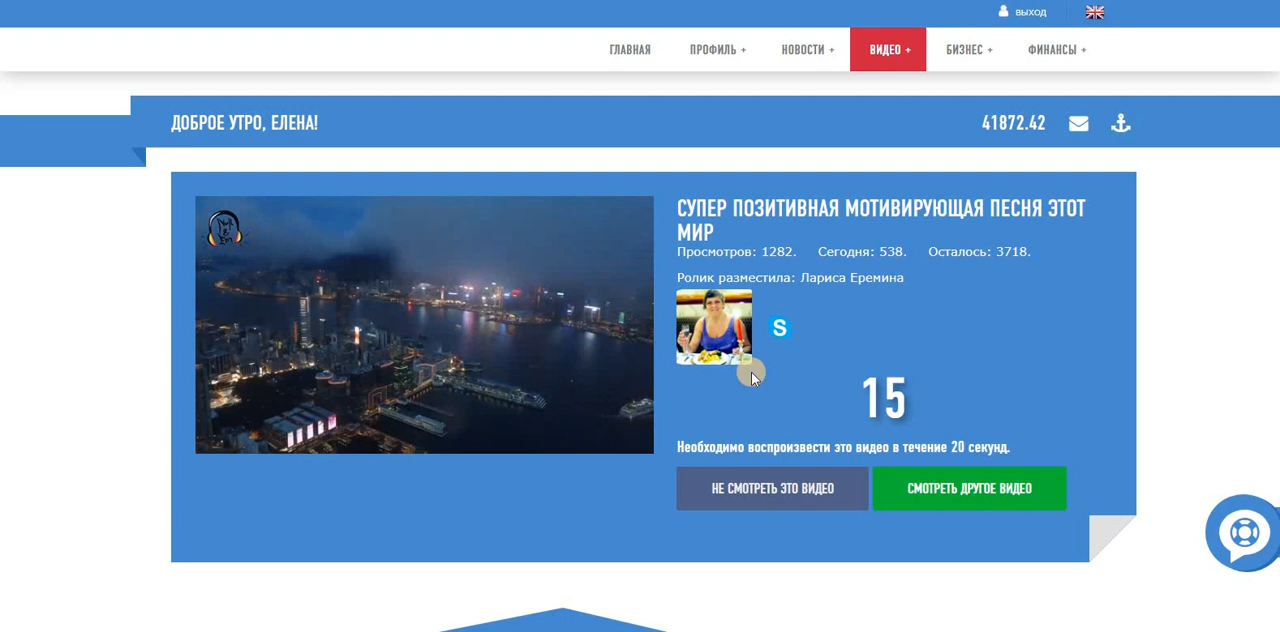 ВЫХОД
ГЛАВНАЯ ПРОФИЛЬ + НОВОСТИ + ВИДЕО + БИЗНЕС + ФИНАНСЫ +
ДОБРОЕ УТРО, ЕЛЕНА! 41872.42
СУПЕР ПОЗИТИВНАЯ МОТИВИРУЮЩАЯ ПЕСНЯ ЭТОТ
МИР
Просмотров: 1282. Сегодня: 538. Осталось: 3718.
Ролик разместила: Лариса Еремина
S
15
Необходимо воспроизвести это видео в течение 20 секунд.
НЕ СМОТРЕТЬ ЭТО ВИДЕО СМОТРЕТЬ ДРУГОЕ ВИДЕО